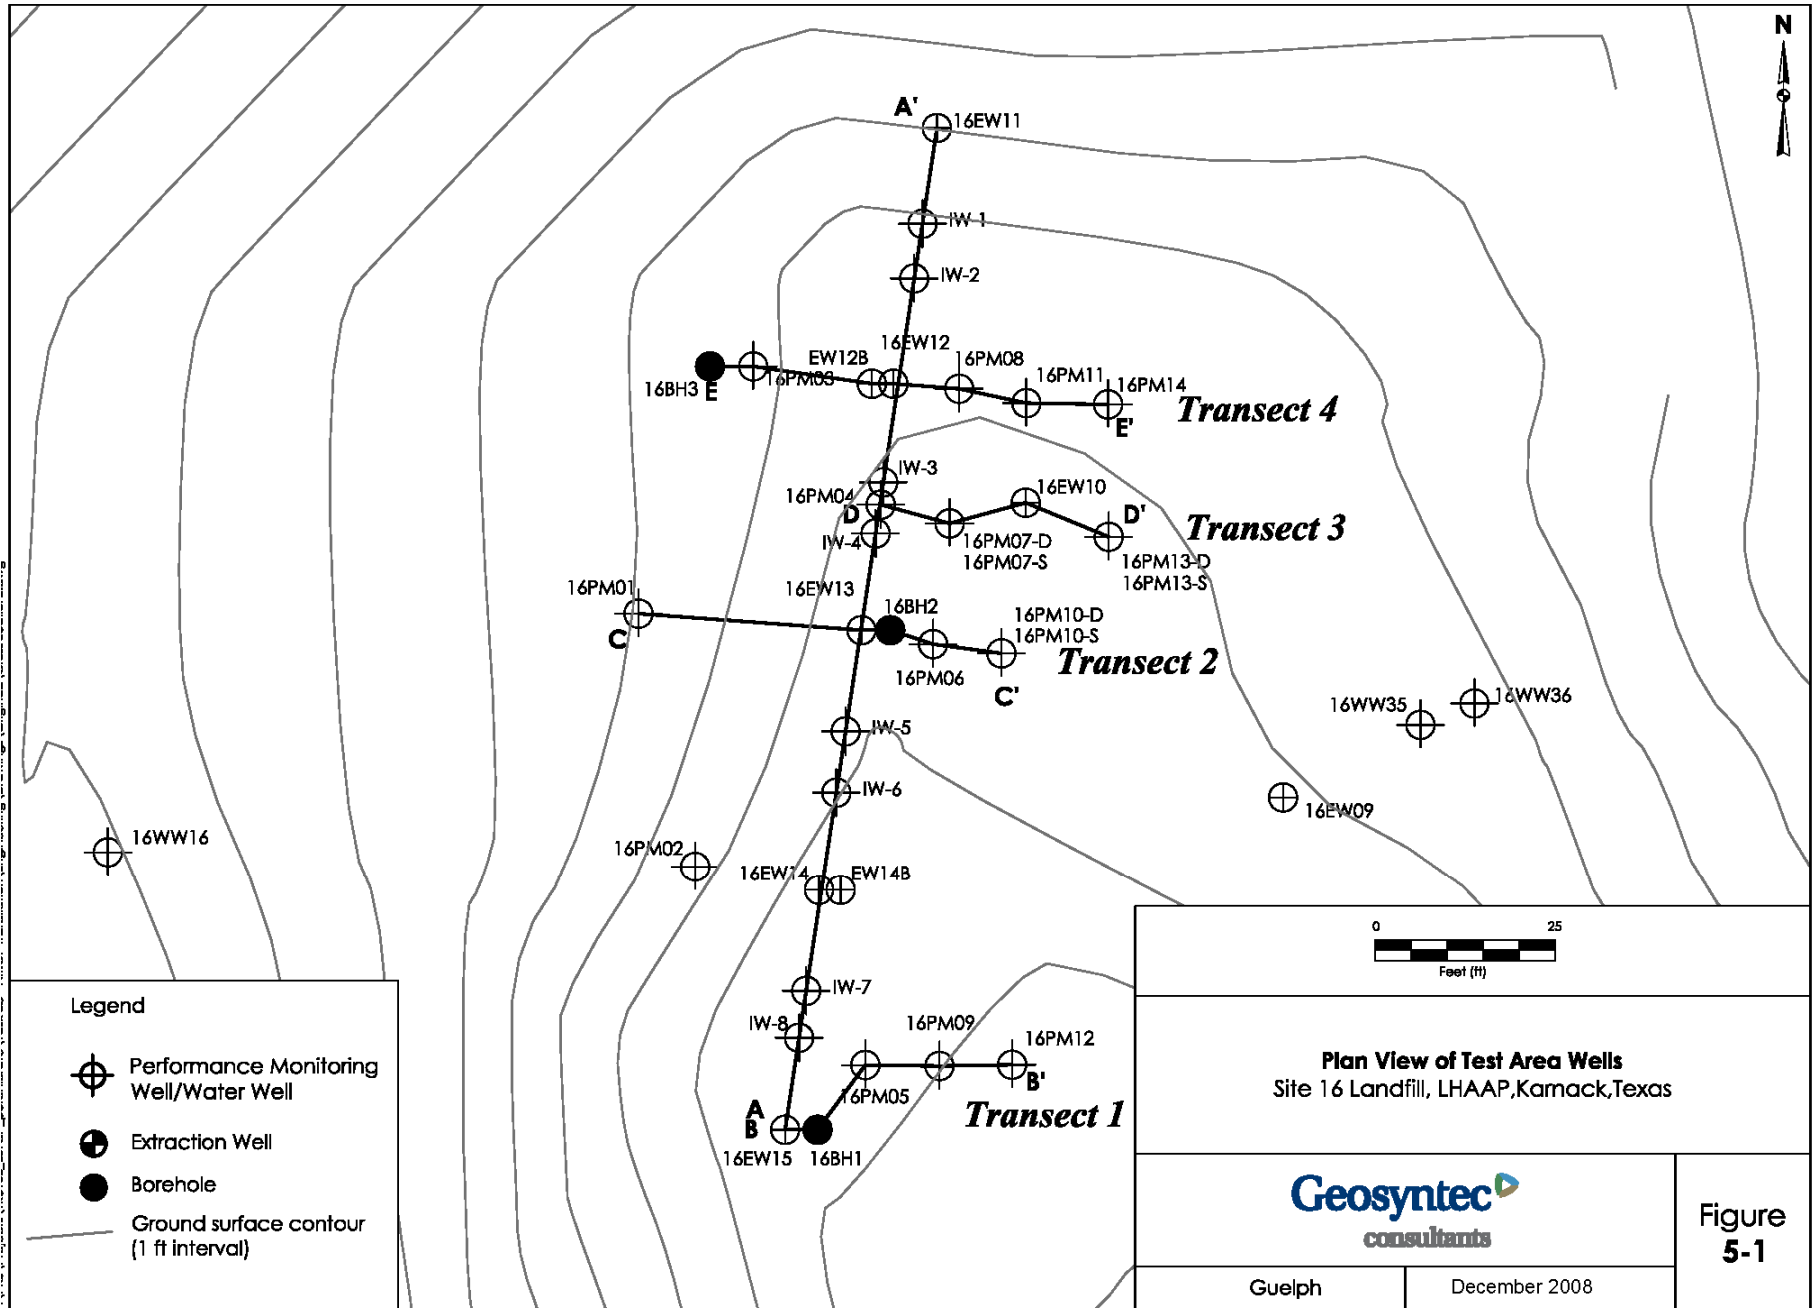 N
A'
16EW11
IW-1
IW-2
16EW12
EW12B
16PM08
16PM11
16PM14
16PM03
16BH3
E
E'
Transect 4
IW-3
16PM04
D
IW-4
16EW10
D'
Transect 3
16PM07-D
16PM07-S
16PM13-D
16PM13-S
16PM01
C
16EW13
16BH2
16PM10-D
16PM10-S
16PM06
C'
Transect 2
16WW35
16WW36
IW-5
IW-6
16EW09
16WW16
16PM02
16EW14
EW14B
IW-7
IW-8
16PM09
16PM12
16PM05
B'
Transect 1
A
B
16EW15
16BH1
Legend
Performance Monitoring
Well/Water Well
Extraction Well
Borehole
Ground surface contour
(1 ft interval)
0 25
Feet (ft)
Plan View of Test Area Wells
Site 16 Landfill, LHAAP,Karnack,Texas
Geosyntec
consultants
Figure
5-1
Guelph
December 2008